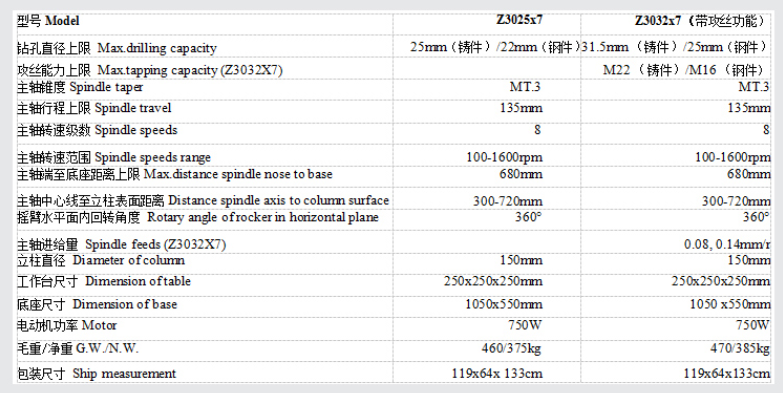 型号 Model Z3025x7 Z3032x7（带攻丝功能）
钻孔直径上限 Max.drilling capacity 25mm（铸件）/22mm（钢件） 31.5mm（铸件）/25mm（钢件）
攻丝能力上限 Max.tapping capacity (Z3032X7) M22（铸件）/M16（钢件）
主轴锥度 Spindle taper MT.3 MT.3
主轴行程上限 Spindle travel 135mm 135mm
主轴转速级数 Spindle speeds 8 8
主轴转速范围 Spindle speeds range 100-1600rpm 100-1600rpm
主轴端至底座距离上限 Max.distance spindle nose to base 680mm 680mm
主轴中心线至立柱表面距离 Distance spindle axis to column surface 300-720mm 300-720mm
摇臂水平面内回转角度 Rotary angle of rocker in horizontal plane 360° 360°
主轴进给量 Spindle feeds (Z3032X7) 0.08, 0.14mm/r
立柱直径 Diameter of column 150mm 150mm
工作台尺寸 Dimension of table 250x250x250mm 250x250x250mm
底座尺寸 Dimension of base 1050x550mm 1050 x550mm
电动机功率 Motor 750W 750W
毛重/净重 G.W./N.W. 460/375kg 470/385kg
包装尺寸 Ship measurement 119x64x 133cm 119x64x133cm